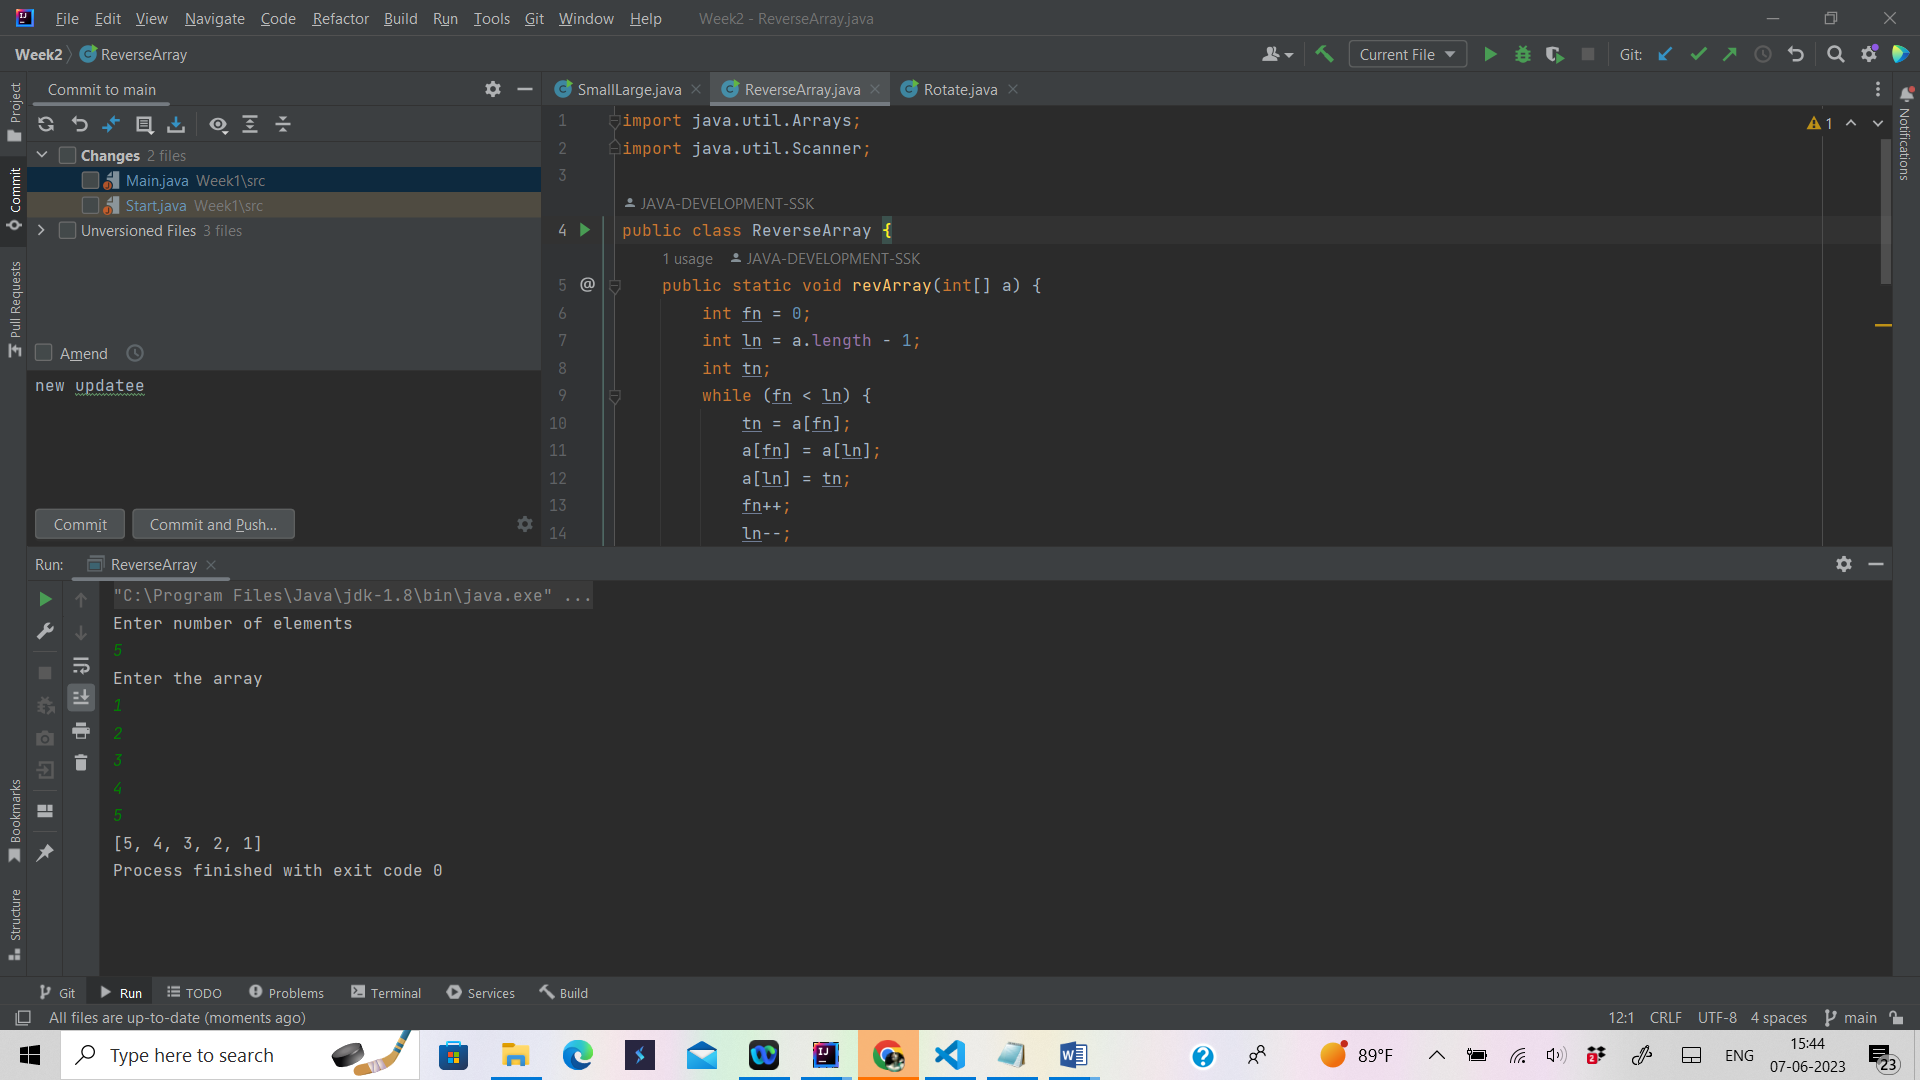 File Edit View Navigate Code Refactor Build Run Tools Git Window Help Week2 - ReverseArray.java
Week2 ReverseArray Current File Git:
Project
Commit
Pull Requests
Bookmarks
Structure
Commit to main
Changes 2 files
Main.java Week1\src
Start.java Week1\src
Unversioned Files 3 files
Amend
new updatee
Commit Commit and Push...
SmallLarge.java ReverseArray.java Rotate.java
1 import java.util.Arrays;
2 import java.util.Scanner;
3
JAVA-DEVELOPMENT-SSK
4 public class ReverseArray {
1 usage JAVA-DEVELOPMENT-SSK
5 @ public static void revArray(int[] a) {
6 int fn = 0;
7 int ln = a.length - 1;
8 int tn;
9 while (fn < ln) {
10 tn = a[fn];
11 a[fn] = a[ln];
12 a[ln] = tn;
13 fn++;
14 ln--;
1
Notifications
Run: ReverseArray
"C:\Program Files\Java\jdk-1.8\bin\java.exe" ...
Enter number of elements
5
Enter the array
1
2
3
4
5
[5, 4, 3, 2, 1]
Process finished with exit code 0
Git Run TODO Problems Terminal Services Build
All files are up-to-date (moments ago) 12:1 CRLF UTF-8 4 spaces main
Type here to search 89°F ENG 15:44
07-06-2023
23